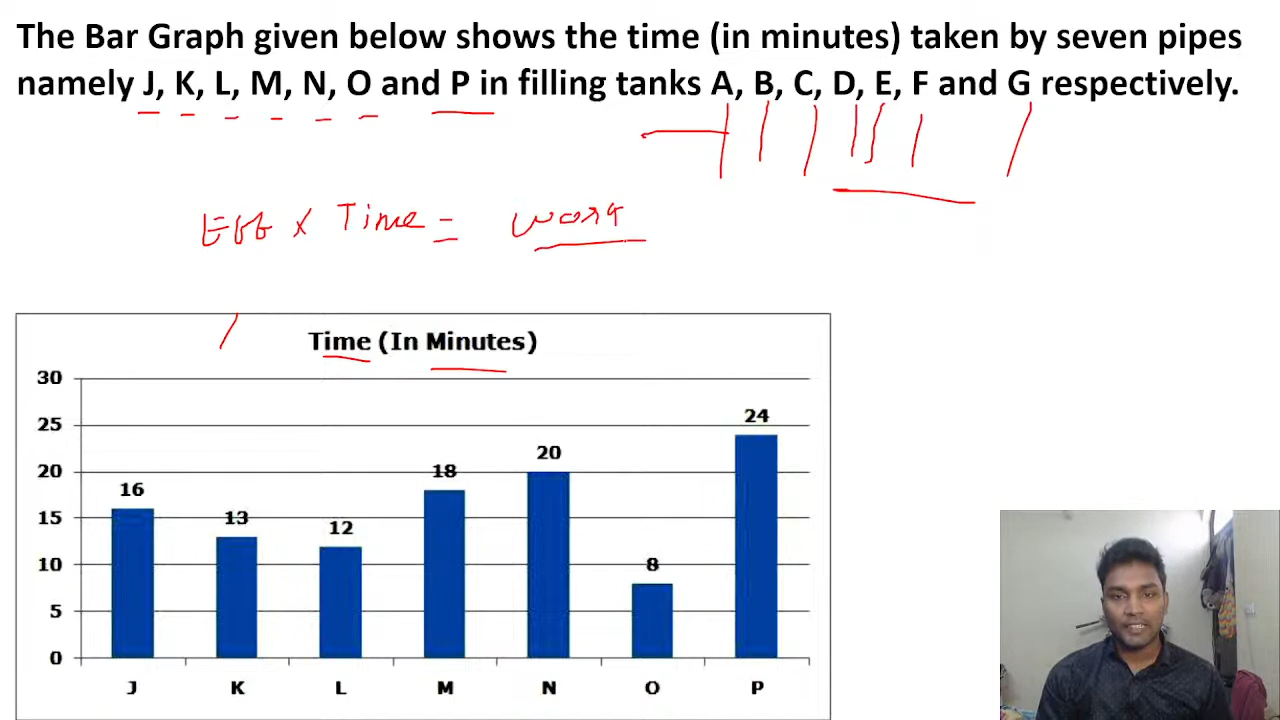 The Bar Graph given below shows the time (in minutes) taken by seven pipes
namely J, K, L, M, N, O and P in filling tanks A, B, C, D, E, F and G respectively.
Eff x Time = work
Time (In Minutes)
30
25
20
15
10
5
0
16
13
12
18
20
8
24
J K L M N O P